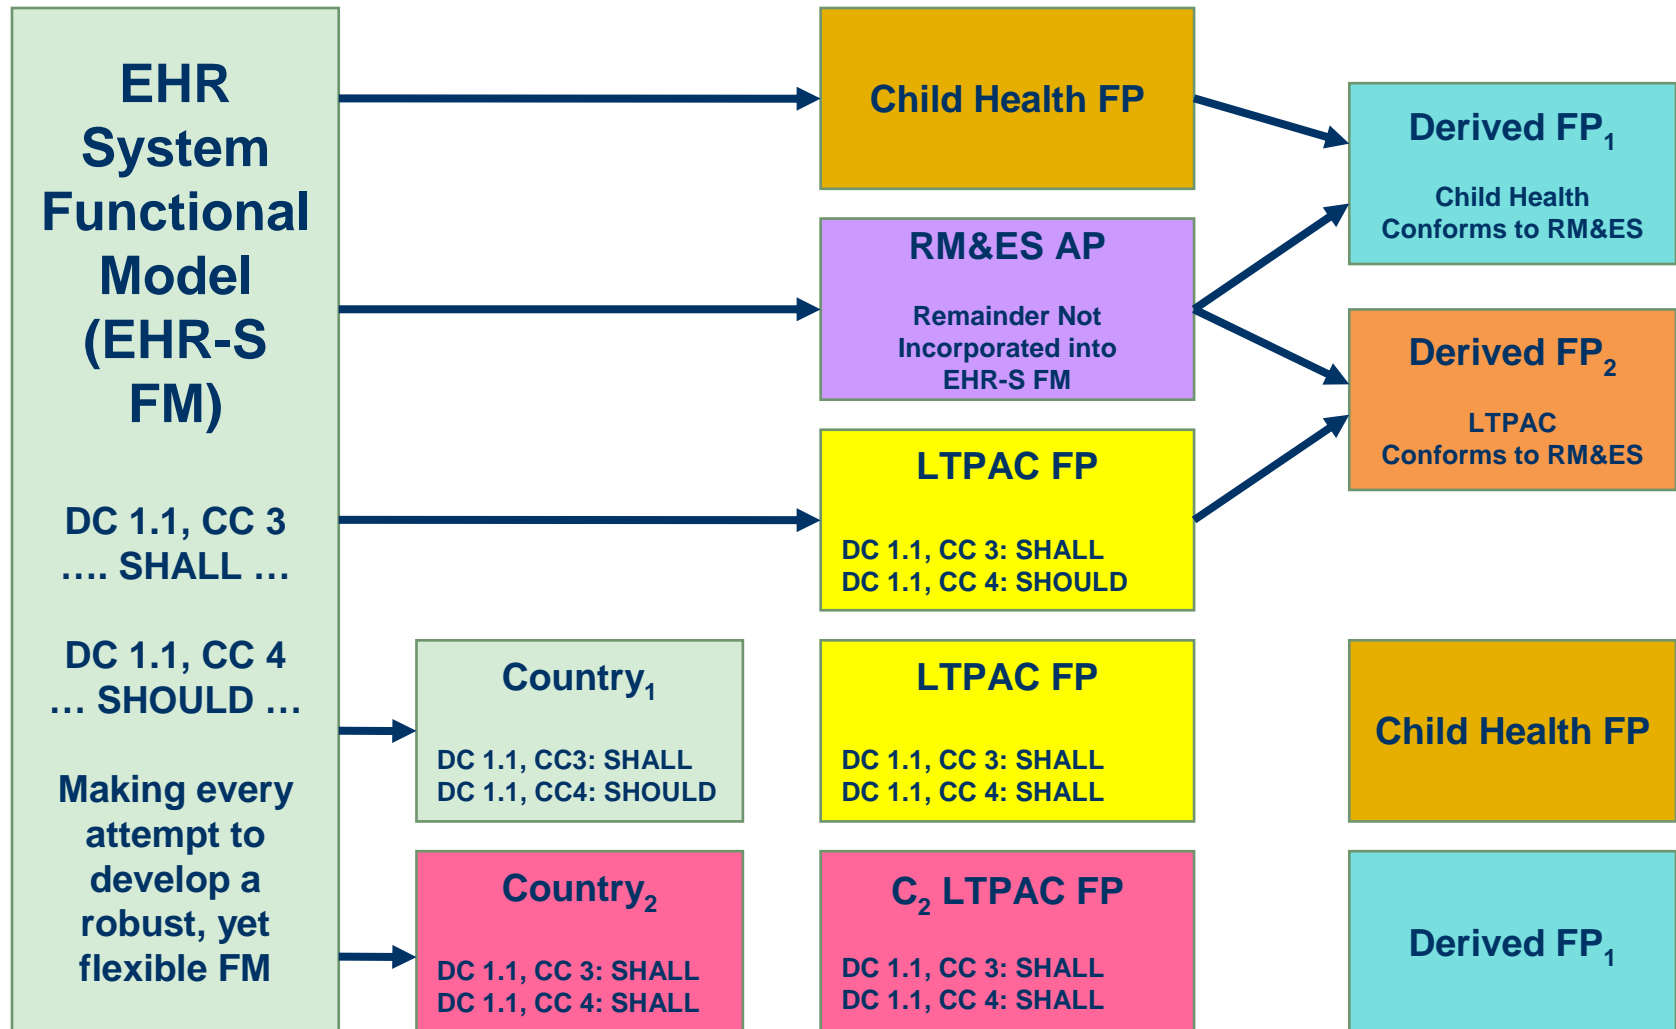 EHR
System
Functional
Model
(EHR-S
FM)
DC 1.1, CC 3
…. SHALL …
DC 1.1, CC 4
… SHOULD …
Making every
attempt to
develop a
robust, yet
flexible FM
Child Health FP
Derived FP₁
Child Health
Conforms to RM&ES
RM&ES AP
Remainder Not
Incorporated into
EHR-S FM
Derived FP₂
LTPAC
Conforms to RM&ES
LTPAC FP
DC 1.1, CC 3: SHALL
DC 1.1, CC 4: SHOULD
Country₁
DC 1.1, CC3: SHALL
DC 1.1, CC4: SHOULD
LTPAC FP
DC 1.1, CC 3: SHALL
DC 1.1, CC 4: SHALL
Child Health FP
Country₂
DC 1.1, CC 3: SHALL
DC 1.1, CC 4: SHALL
C₂ LTPAC FP
DC 1.1, CC 3: SHALL
DC 1.1, CC 4: SHALL
Derived FP₁